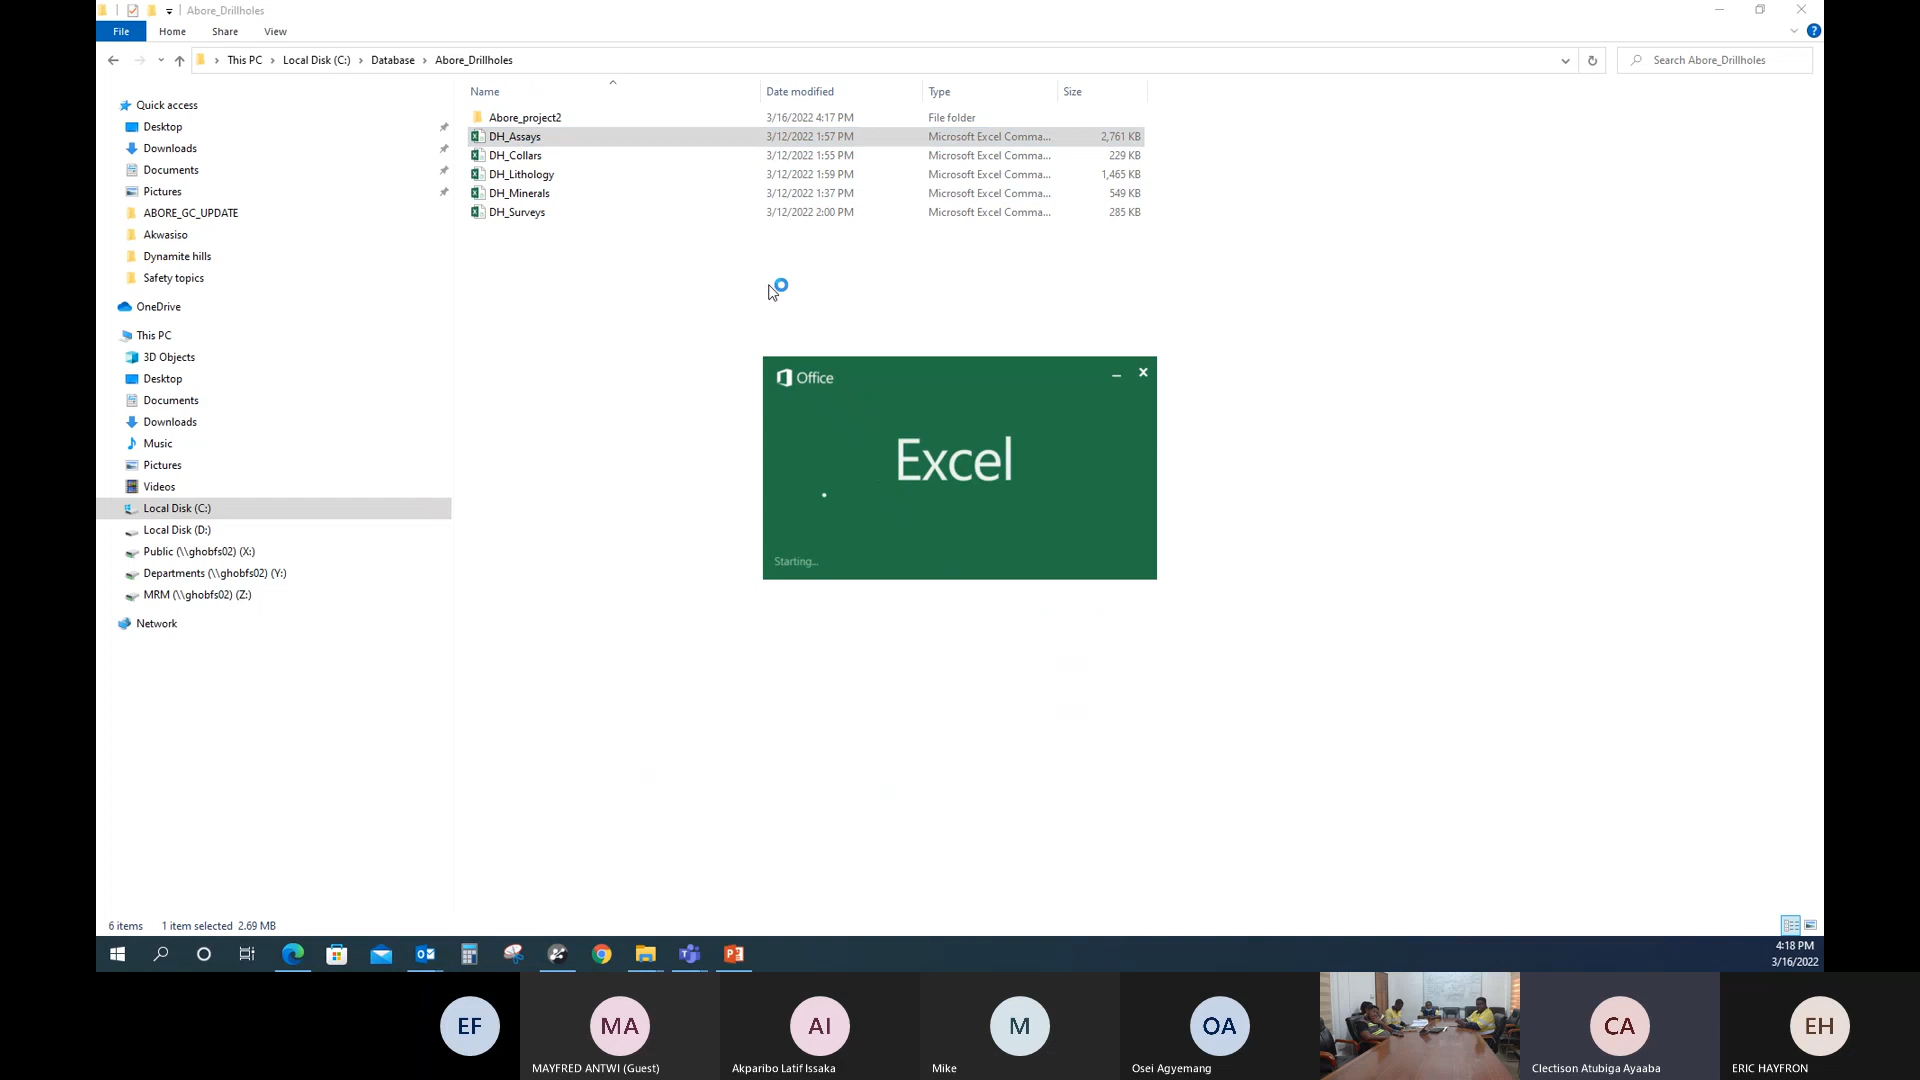 Abore_Drillholes
File Home Share View
This PC Local Disk (C:) Database Abore_Drillholes
Search Abore_Drillholes
Name Date modified Type Size
Abore_project2 3/16/2022 4:17 PM File folder
DH_Assays 3/12/2022 1:57 PM Microsoft Excel Comma... 2,761 KB
DH_Collars 3/12/2022 1:55 PM Microsoft Excel Comma... 229 KB
DH_Lithology 3/12/2022 1:59 PM Microsoft Excel Comma... 1,465 KB
DH_Minerals 3/12/2022 1:37 PM Microsoft Excel Comma... 549 KB
DH_Surveys 3/12/2022 2:00 PM Microsoft Excel Comma... 285 KB
Quick access
Desktop
Downloads
Documents
Pictures
ABORE_GC_UPDATE
Akwasiso
Dynamite hills
Safety topics
OneDrive
This PC
3D Objects
Desktop
Documents
Downloads
Music
Pictures
Videos
Local Disk (C:)
Local Disk (D:)
Public (\\ghobfs02) (X:)
Departments (\\ghobfs02) (Y:)
MRM (\\ghobfs02) (Z:)
Network
Office
Excel
Starting...
6 items 1 item selected 2.69 MB
4:18 PM
3/16/2022
EF
MA
MAYFRED ANTWI (Guest)
AI
Akparibo Latif Issaka
M
Mike
OA
Osei Agyemang
CA
Clectison Atubiga Ayaaba
EH
ERIC HAYFRON